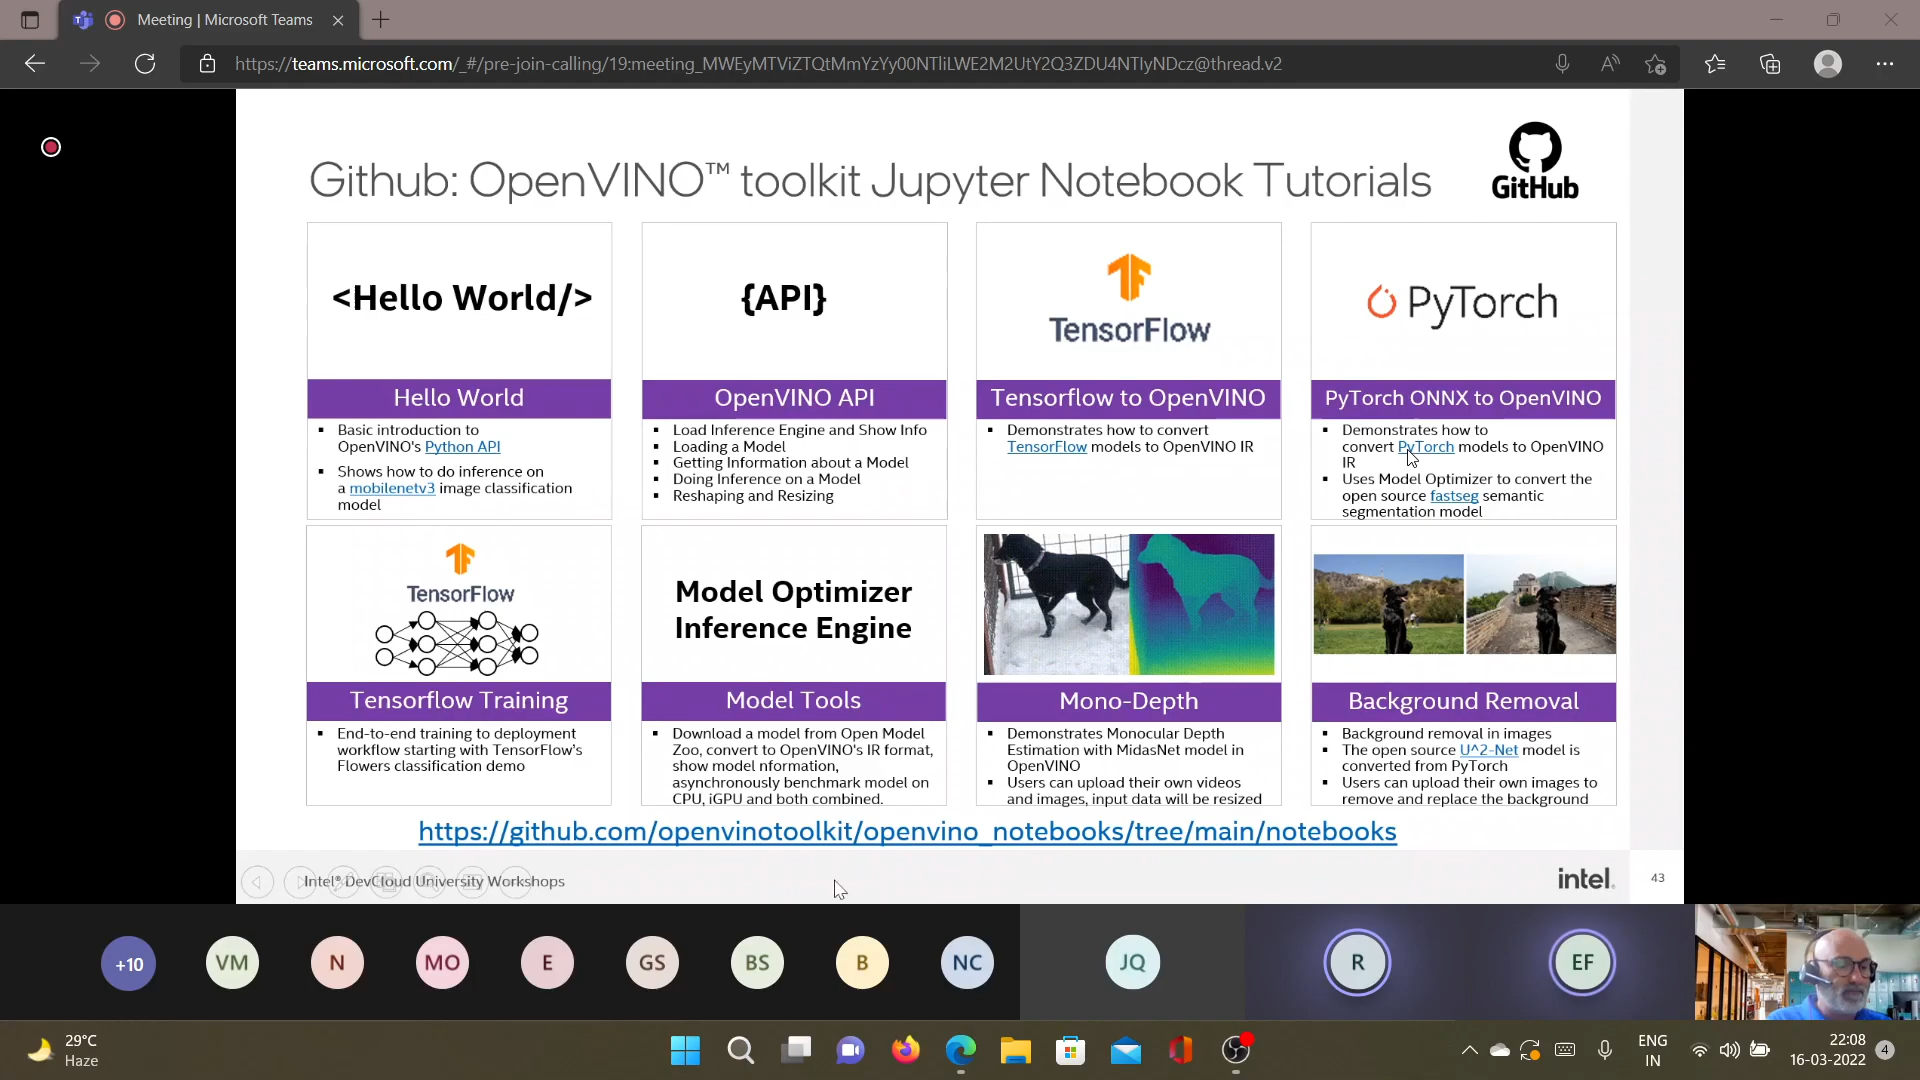 Meeting | Microsoft Teams
https://teams.microsoft.com/_#/pre-join-calling/19:meeting_MWEyMTViZTQtMmYzYy00NTliLWE2M2UtY2Q3ZDU4NTIyNDcz@thread.v2
Github: OpenVINO™ toolkit Jupyter Notebook Tutorials
GitHub
<Hello World/>
Hello World
▪ Basic introduction to
OpenVINO's Python API
▪ Shows how to do inference on
a mobilenetv3 image classification
model
{API}
OpenVINO API
▪ Load Inference Engine and Show Info
▪ Loading a Model
▪ Getting Information about a Model
▪ Doing Inference on a Model
▪ Reshaping and Resizing
TensorFlow
Tensorflow to OpenVINO
▪ Demonstrates how to convert
TensorFlow models to OpenVINO IR
PyTorch
PyTorch ONNX to OpenVINO
▪ Demonstrates how to
convert PyTorch models to OpenVINO
IR
▪ Uses Model Optimizer to convert the
open source fastseg semantic
segmentation model
TensorFlow
Tensorflow Training
▪ End-to-end training to deployment
workflow starting with TensorFlow's
Flowers classification demo
Model Optimizer
Inference Engine
Model Tools
▪ Download a model from Open Model
Zoo, convert to OpenVINO's IR format,
show model nformation,
asynchronously benchmark model on
CPU, iGPU and both combined.
Mono-Depth
▪ Demonstrates Monocular Depth
Estimation with MidasNet model in
OpenVINO
▪ Users can upload their own videos
and images, input data will be resized
Background Removal
▪ Background removal in images
▪ The open source U^2-Net model is
converted from PyTorch
▪ Users can upload their own images to
remove and replace the background
https://github.com/openvinotoolkit/openvino_notebooks/tree/main/notebooks
Intel® DevCloud University Workshops
intel.
43
+10
VM
N
MO
E
GS
BS
B
NC
JQ
R
EF
29°C
Haze
ENG
IN
22:08
16-03-2022
4